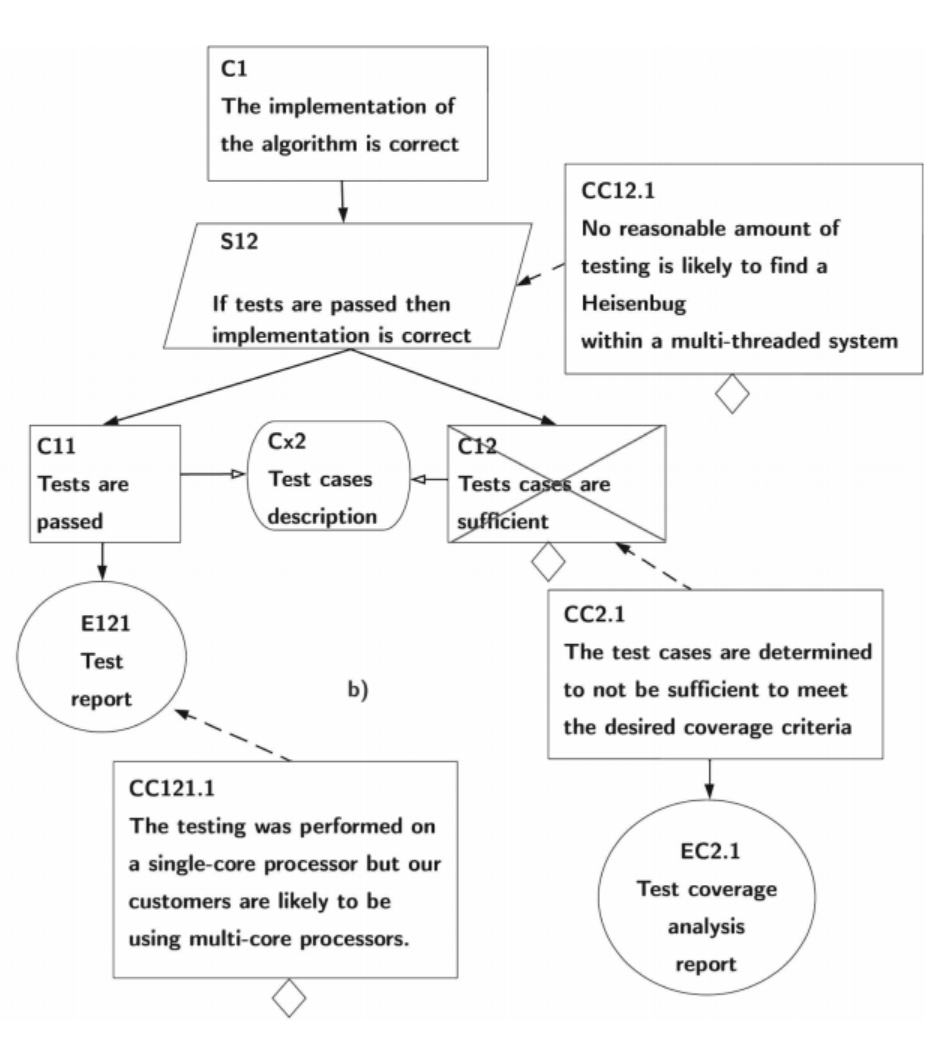 C1
The implementation of
the algorithm is correct
CC12.1
No reasonable amount of
testing is likely to find a
Heisenbug
within a multi-threaded system
S12
If tests are passed then
implementation is correct
C11
Tests are
passed
Cx2
Test cases
description
C12
Tests cases are
sufficient
E121
Test
report
b)
CC2.1
The test cases are determined
to not be sufficient to meet
the desired coverage criteria
CC121.1
The testing was performed on
a single-core processor but our
customers are likely to be
using multi-core processors.
EC2.1
Test coverage
analysis
report